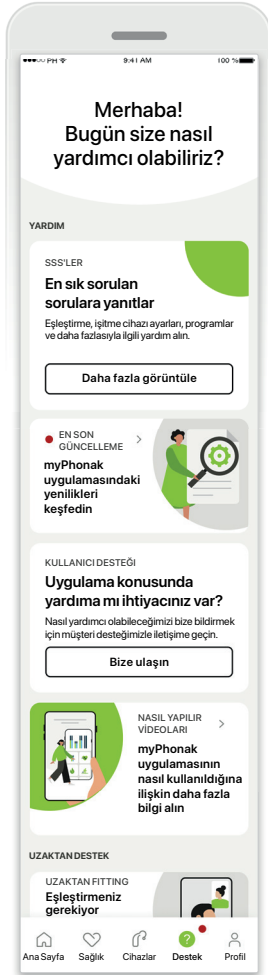 PH
9:41 AM
100 %
Merhaba!
Bugün size nasıl
yardımcı olabiliriz?
YARDIM
SSS'LER
En sık sorulan
sorulara yanıtlar
Eşleştirme, işitme cihazı ayarları, programlar
ve daha fazlasıyla ilgili yardım alın.
Daha fazla görüntüle
EN SON
GÜNCELLEME
myPhonak
uygulamasındaki
yenilikleri
keşfedin
KULLANICI DESTEĞİ
Uygulama konusunda
yardıma mı ihtiyacınız var?
Nasıl yardımcı olabileceğimizi bize bildirmek
için müşteri desteğimizle iletişime geçin.
Bize ulaşın
NASIL YAPILIR
VİDEOLARI
myPhonak
uygulamasının
nasıl kullanıldığına
ilişkin daha fazla
bilgi alın
UZAKTAN DESTEK
UZAKTAN FITTING
Eşleştirmeniz
gerekiyor
Ana Sayfa
Sağlık
Cihazlar
Destek
Profil